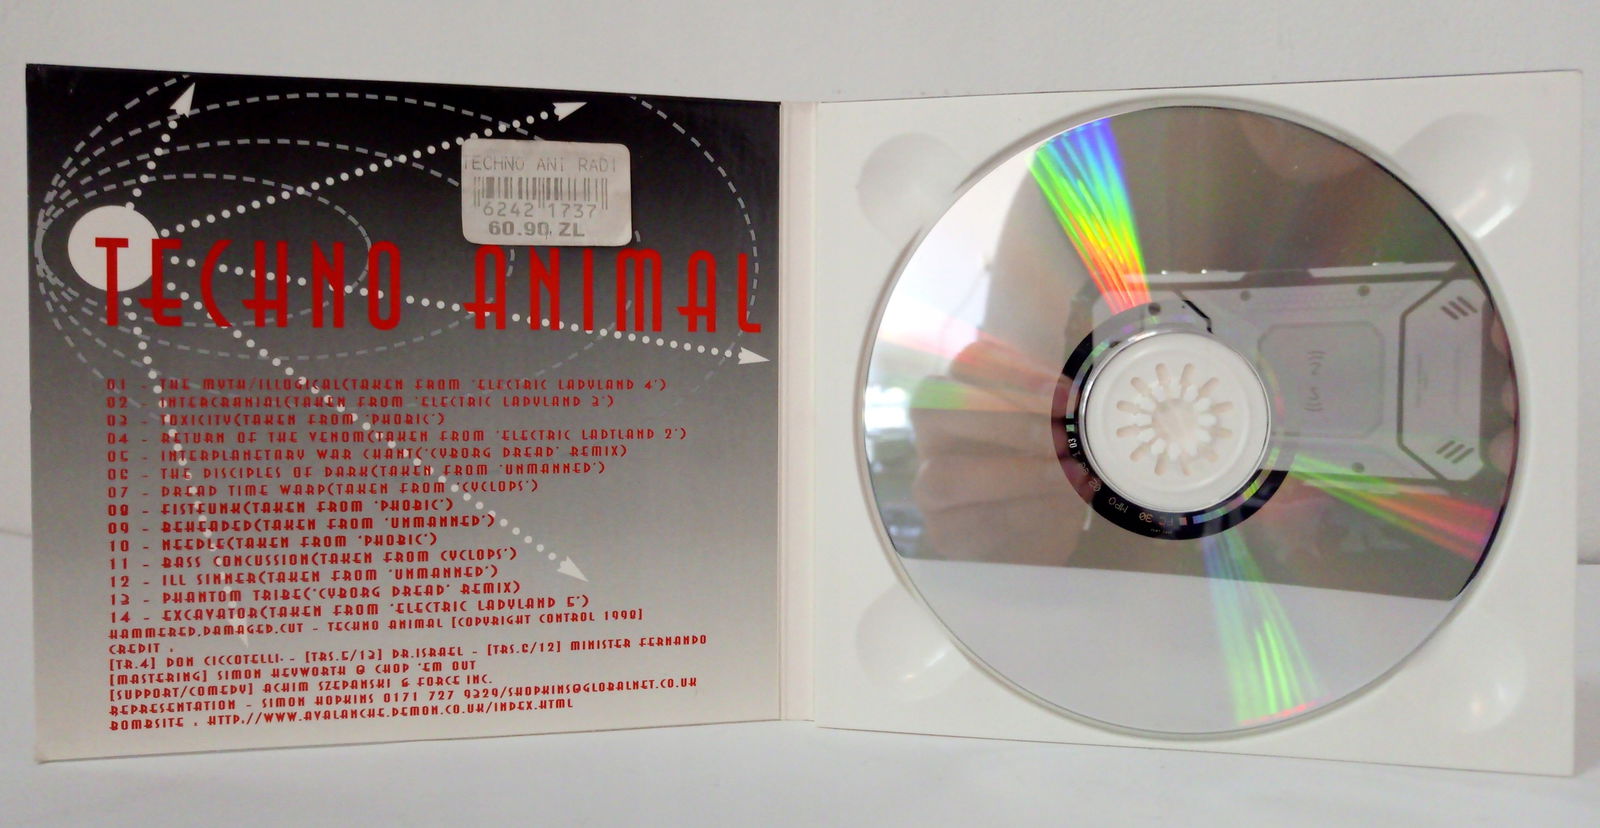 TECHNO ANI RADI
6242 1737
60.90 ZL
TECHNO ANIMAL
01 - THE MYTH/ILLOGICAL(TAKEN FROM 'ELECTRIC LADYLAND 4')
02 - INTERCRANIAL(TAKEN FROM 'ELECTRIC LADYLAND 3')
03 - TOXICITY(TAKEN FROM 'PHOBIC')
04 - RETURN OF THE VENOM(TAKEN FROM 'ELECTRIC LADTLAND 2')
05 - INTERPLANETARY WAR CHANT('CYBORG DREAD' REMIX)
06 - THE DISCIPLES OF DARK(TAKEN FROM 'UNMANNED')
07 - DREAD TIME WARP(TAKEN FROM 'CYCLOPS')
08 - FISTFUNK(TAKEN FROM 'PHOBIC')
09 - BEHEADED(TAKEN FROM 'UNMANNED')
10 - NEEDLE(TAKEN FROM 'PHOBIC')
11 - BASS CONCUSSION(TAKEN FROM CYCLOPS')
12 - ILL SINNER(TAKEN FROM 'UNMANNED')
13 - PHANTOM TRIBE('CYBORG DREAD' REMIX)
14 - EXCAVATOR(TAKEN FROM 'ELECTRIC LADYLAND 5')
HAMMERED.DAMAGED.CUT - TECHNO ANIMAL [COPYRIGHT CONTROL 1998]
CREDIT :
[TR.4] DON CICCOTELLI. - [TRS.5/13] DR.ISRAEL - [TRS.6/12] MINISTER FERNANDO
[MASTERING] SIMON HEYWORTH @ CHOP 'EM OUT
[SUPPORT/COMEDY] ACHIM SZEPANSKI & FORCE INC.
REPRESENTATION - SIMON HOPKINS 0171 727 9329/SHOPKINS@GLOBALNET.CO.UK
BOMBSITE : HTTP://WWW.AVALANCHE.DEMON.CO.UK/INDEX.HTML
MPO